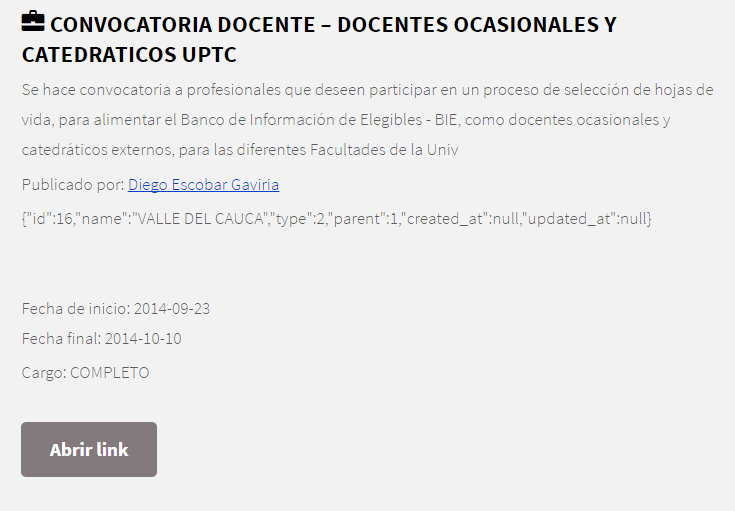 CONVOCATORIA DOCENTE – DOCENTES OCASIONALES Y
CATEDRATICOS UPTC
Se hace convocatoria a profesionales que deseen participar en un proceso de selección de hojas de
vida, para alimentar el Banco de Información de Elegibles - BIE, como docentes ocasionales y
catedráticos externos, para las diferentes Facultades de la Univ
Publicado por: Diego Escobar Gaviria
{"id":16,"name":"VALLE DEL CAUCA","type":2,"parent":1,"created_at":null,"updated_at":null}
Fecha de inicio: 2014-09-23
Fecha final: 2014-10-10
Cargo: COMPLETO
Abrir link